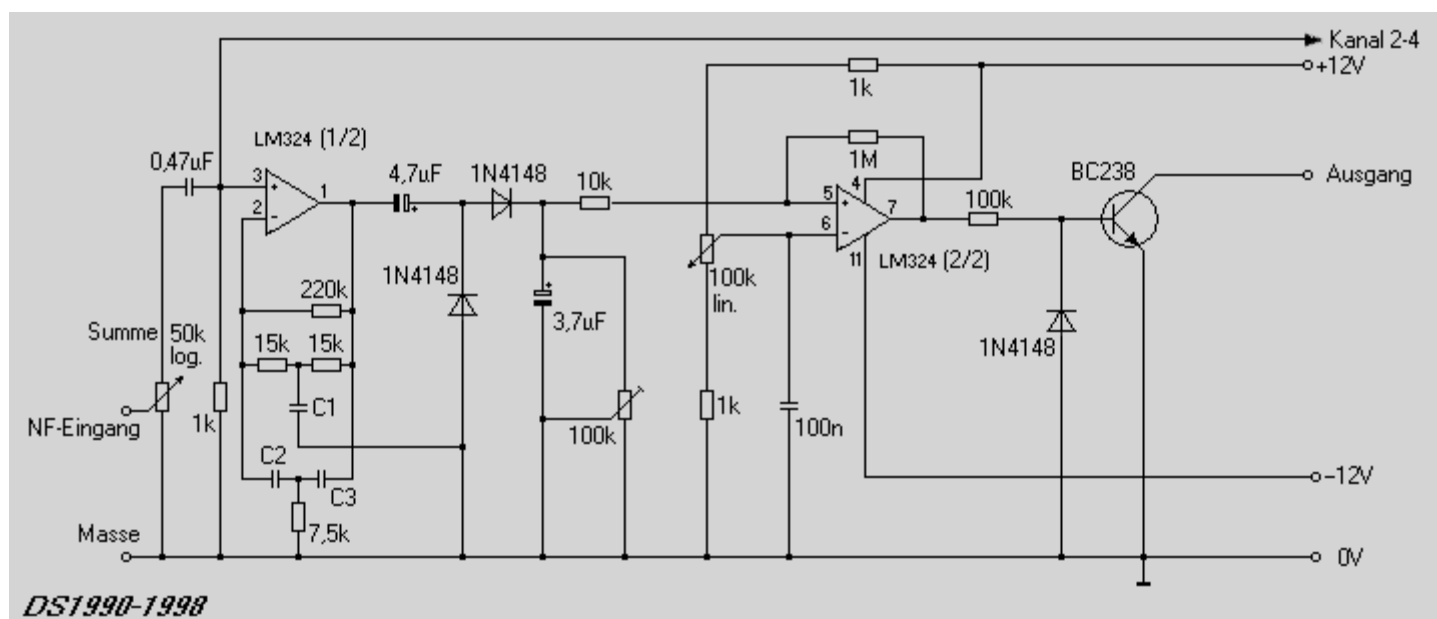 Kanal 2-4
+12V
1k
LM324 (1/2)
1M
0,47uF
4,7uF
1N4148
10k
BC238
Ausgang
3
+
1
2
-
5
+
4
7
6
-
11
100k
LM324 (2/2)
1N4148
100k
lin.
220k
3,7uF
Summe
50k
log.
15k
15k
1N4148
NF-Eingang
1k
C1
100k
1k
100n
C2
C3
-12V
7,5k
Masse
0V
DS1990-1998